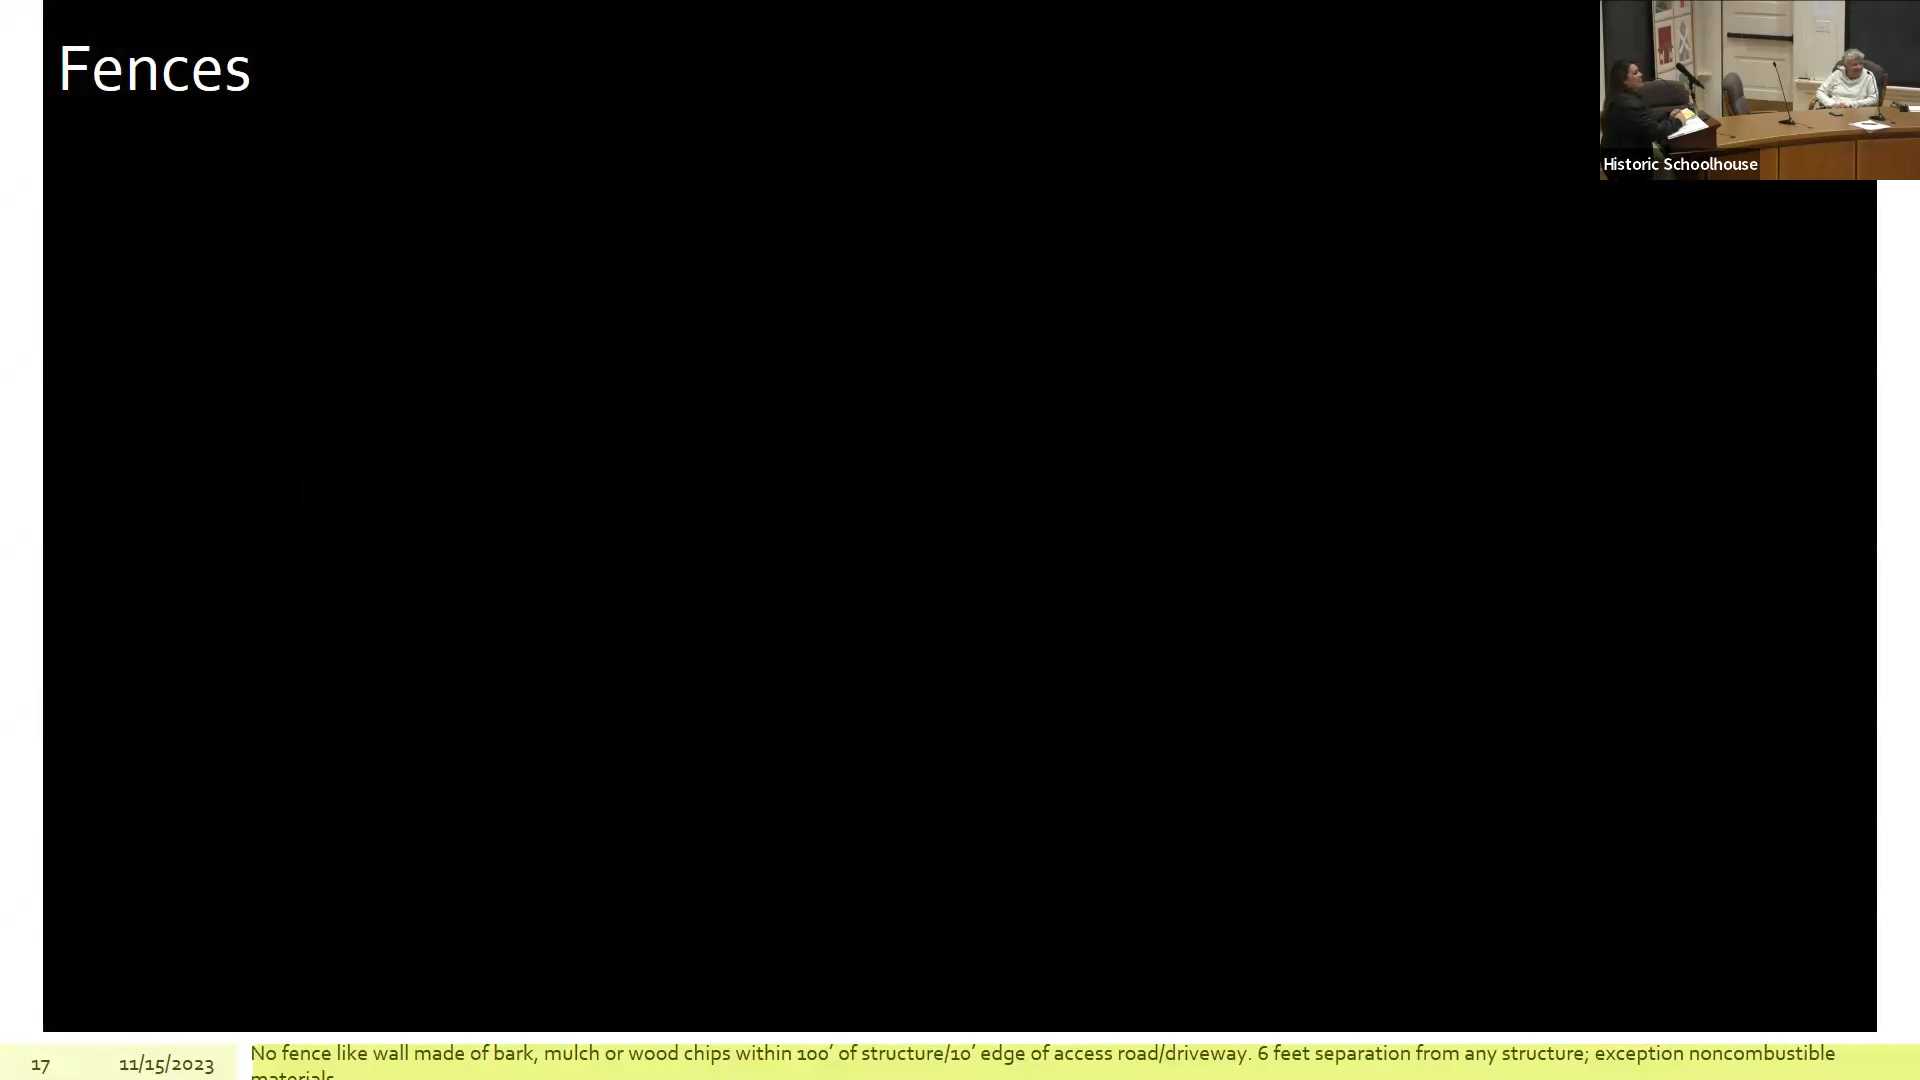 Fences
Historic Schoolhouse
17
11/15/2023
No fence like wall made of bark, mulch or wood chips within 100’ of structure/10’ edge of access road/driveway. 6 feet separation from any structure; exception noncombustible
materials